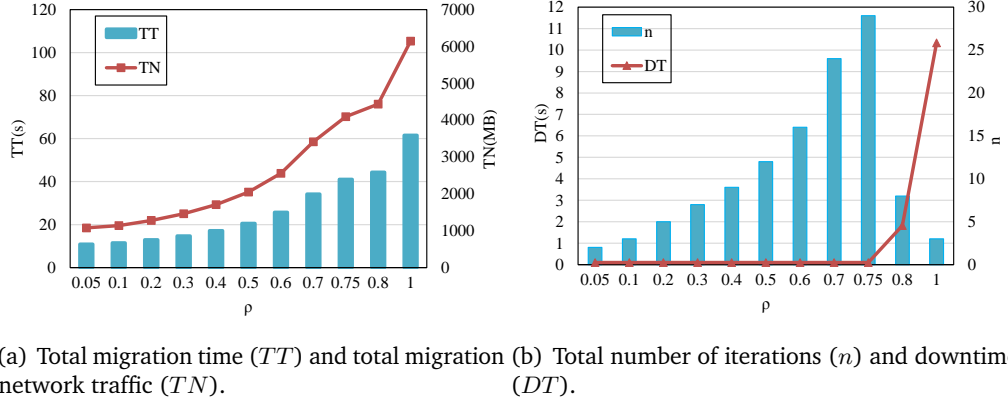 120
100
80
60
40
20
0
TT(s)
TT
TN
7000
6000
5000
4000
3000
2000
1000
0
TN(MB)
0.05 0.1 0.2 0.3 0.4 0.5 0.6 0.7 0.75 0.8 1
ρ
12
11
10
9
8
7
6
5
4
3
2
1
0
DT(s)
n
DT
30
25
20
15
10
5
0
n
0.05 0.1 0.2 0.3 0.4 0.5 0.6 0.7 0.75 0.8 1
ρ
(a) Total migration time (TT) and total migration
network traffic (TN).
(b) Total number of iterations (n) and downtim
(DT).